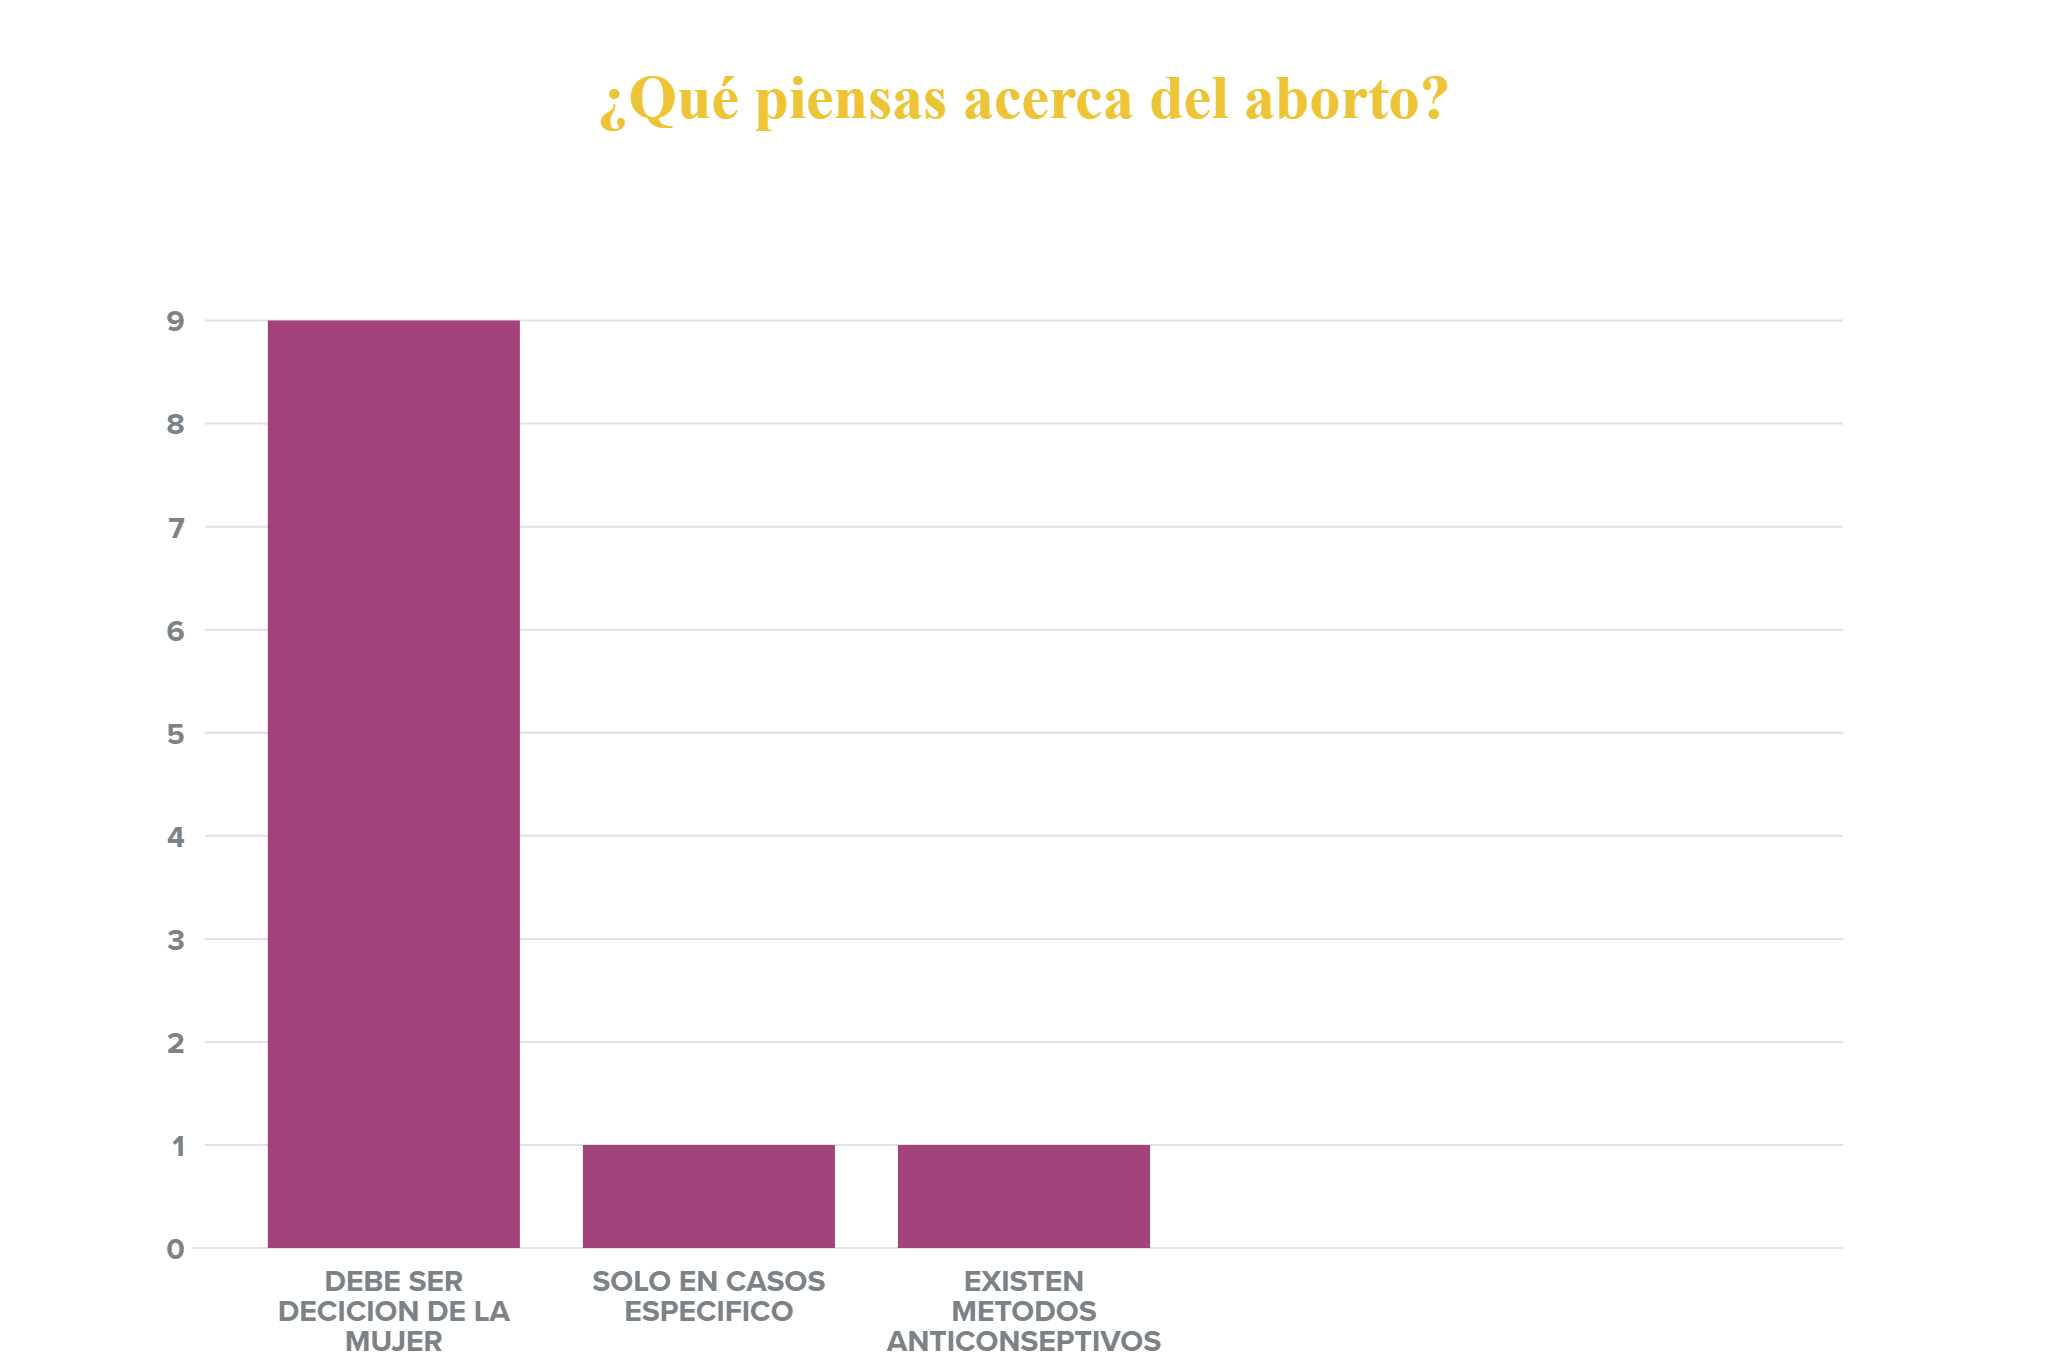 ¿Qué piensas acerca del aborto?
9
8
7
6
5
4
3
2
1
0
DEBE SER
DECICION DE LA
MUJER
SOLO EN CASOS
ESPECIFICO
EXISTEN
METODOS
ANTICONSEPTIVOS